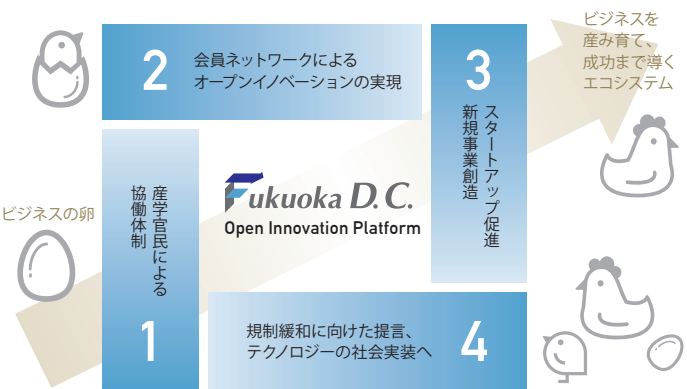 ビジネスの卵
1
産学官民による
協働体制
2
会員ネットワークによる
オープンイノベーションの実現
3
スタートアップ促進
新規事業創造
4
規制緩和に向けた提言、
テクノロジーの社会実装へ
Fukuoka D.C.
Open Innovation Platform
ビジネスを
産み育て、
成功まで導く
エコシステム